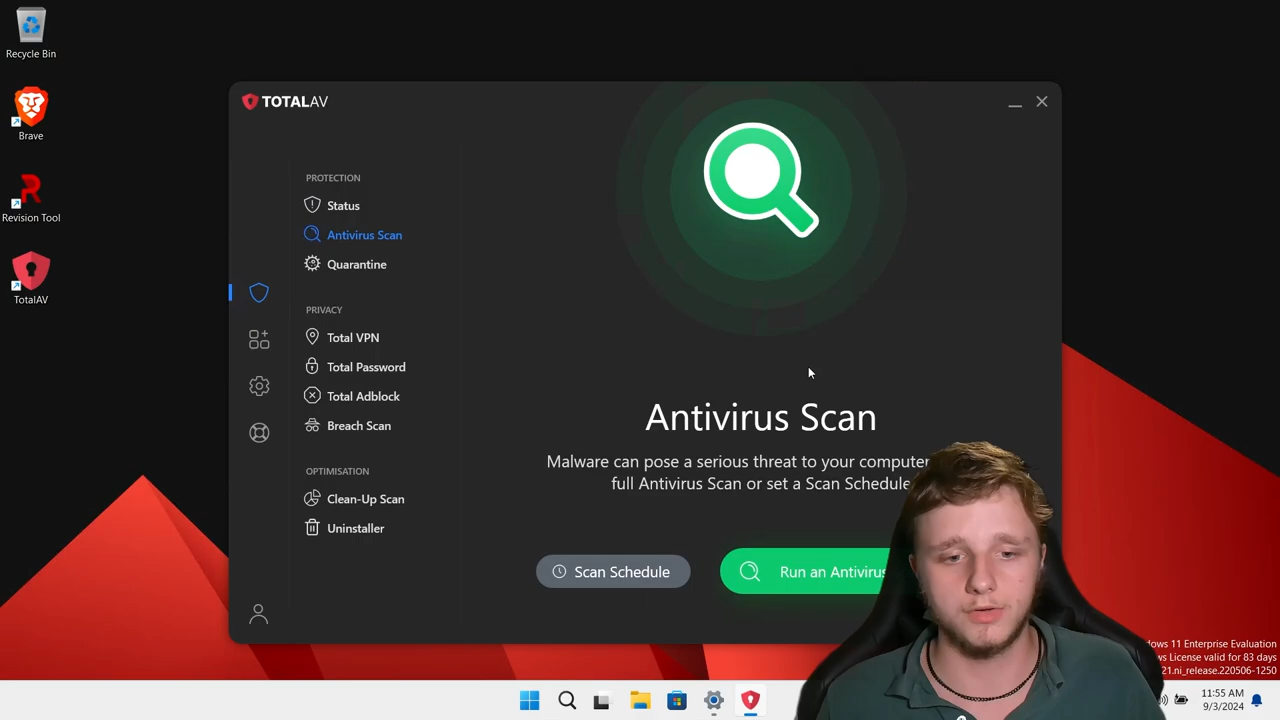 Recycle Bin
Brave
Revision Tool
TotalAV
TOTALAV
PROTECTION
Status
Antivirus Scan
Quarantine
PRIVACY
Total VPN
Total Password
Total Adblock
Breach Scan
OPTIMISATION
Clean-Up Scan
Uninstaller
Antivirus Scan
Malware can pose a serious threat to your computer
full Antivirus Scan or set a Scan Schedule
Scan Schedule
Run an Antivirus
11 Enterprise Evaluation
License valid for 83 days
21.ni_release.220506-1250
11:55 AM
9/3/2024